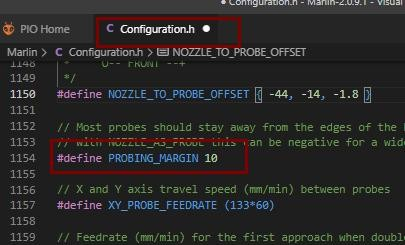 Configuration.h - Marlin-2.0.9.1 - Visual
PIO Home
C Configuration.h ●
Marlin > C Configuration.h > NOZZLE_TO_PROBE_OFFSET
1148 * O-- FRONT --+
1149 */
1150 #define NOZZLE_TO_PROBE_OFFSET { -44, -14, -1.8 }
1151
1152 // Most probes should stay away from the edges of the
1153 // With NOZZLE_AS_PROBE this can be negative for a wide
1154 #define PROBING_MARGIN 10
1155
1156 // X and Y axis travel speed (mm/min) between probes
1157 #define XY_PROBE_FEEDRATE (133*60)
1158
1159 // Feedrate (mm/min) for the first approach when double